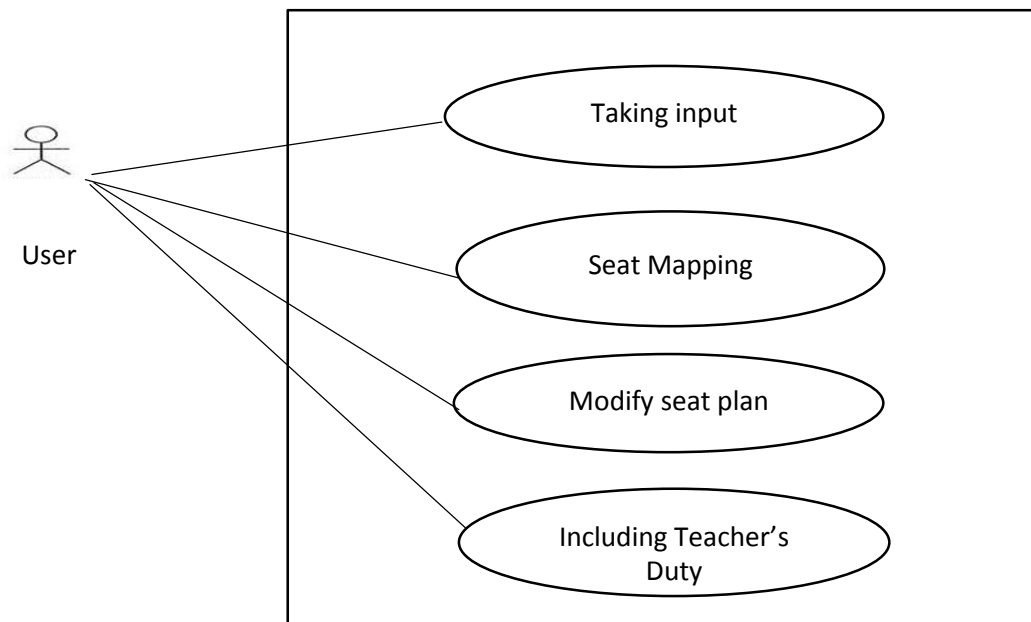 Taking input
User
Seat Mapping
Modify seat plan
Including Teacher’s
Duty